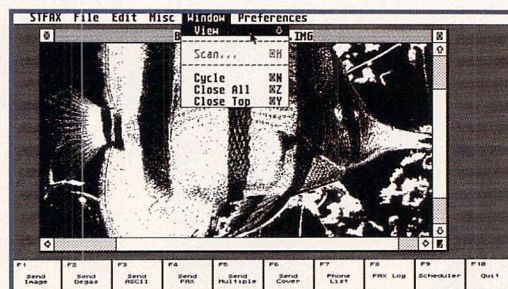 STFAX File Edit Misc Window Preferences
View
IMG
Scan... H
Cycle N
Close All Z
Close Top Y
F1 F2 F3 F4 F5 F6 F7 F8 F9 F10
Send Image
Send Degas
Send ASCII
Send FAX
Send Multiple
Send Cover
Phone List
FAX Log
Scheduler
Quit